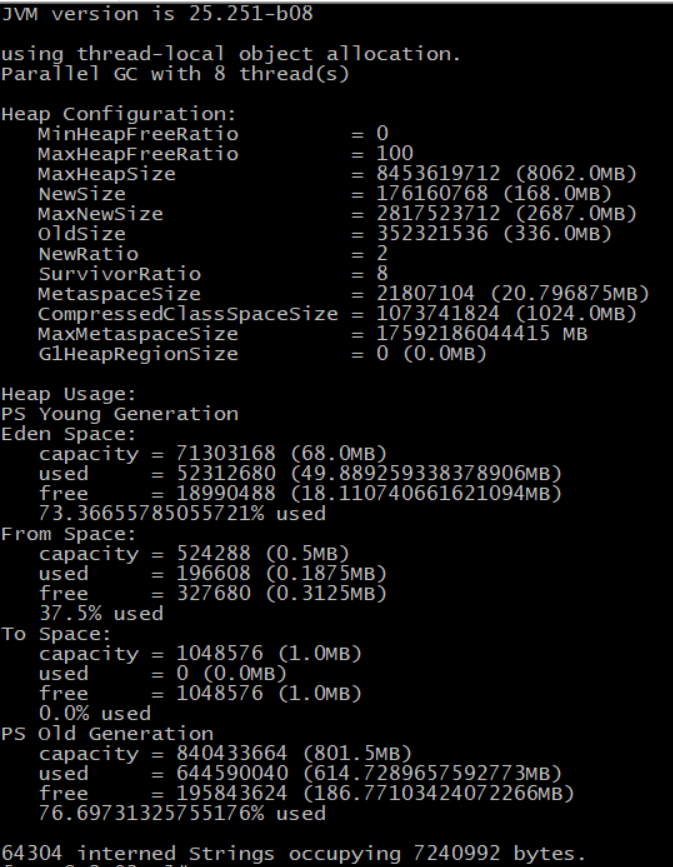 JVM version is 25.251-b08
using thread-local object allocation.
Parallel GC with 8 thread(s)
Heap Configuration:
MinHeapFreeRatio = 0
MaxHeapFreeRatio = 100
MaxHeapSize = 8453619712 (8062.0MB)
NewSize = 176160768 (168.0MB)
MaxNewSize = 2817523712 (2687.0MB)
OldSize = 352321536 (336.0MB)
NewRatio = 2
SurvivorRatio = 8
MetaspaceSize = 21807104 (20.796875MB)
CompressedClassSpaceSize = 1073741824 (1024.0MB)
MaxMetaspaceSize = 17592186044415 MB
G1HeapRegionSize = 0 (0.0MB)
Heap Usage:
PS Young Generation
Eden Space:
capacity = 71303168 (68.0MB)
used = 52312680 (49.889259338378906MB)
free = 18990488 (18.110740661621094MB)
73.36655785055721% used
From Space:
capacity = 524288 (0.5MB)
used = 196608 (0.1875MB)
free = 327680 (0.3125MB)
37.5% used
To Space:
capacity = 1048576 (1.0MB)
used = 0 (0.0MB)
free = 1048576 (1.0MB)
0.0% used
PS Old Generation
capacity = 840433664 (801.5MB)
used = 644590040 (614.7289657592773MB)
free = 195843624 (186.77103424072266MB)
76.69731325755176% used
64304 interned Strings occupying 7240992 bytes.